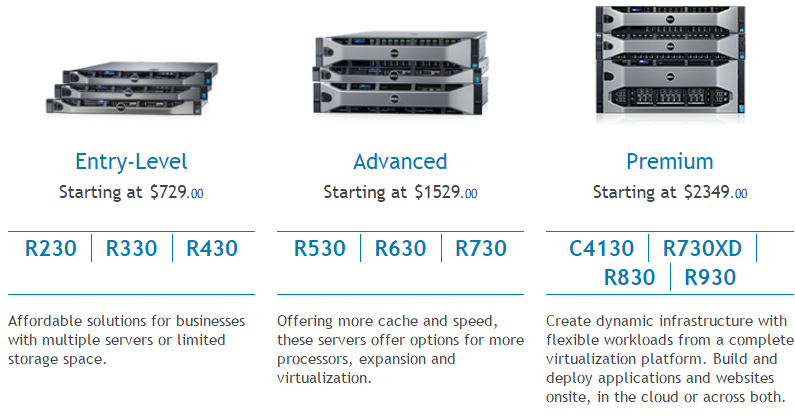 Entry-Level
Starting at $729.00
R230 | R330 | R430
Affordable solutions for businesses
with multiple servers or limited
storage space.
Advanced
Starting at $1529.00
R530 | R630 | R730
Offering more cache and speed,
these servers offer options for more
processors, expansion and
virtualization.
Premium
Starting at $2349.00
C4130 | R730XD |
R830 | R930
Create dynamic infrastructure with
flexible workloads from a complete
virtualization platform. Build and
deploy applications and websites
onsite, in the cloud or across both.